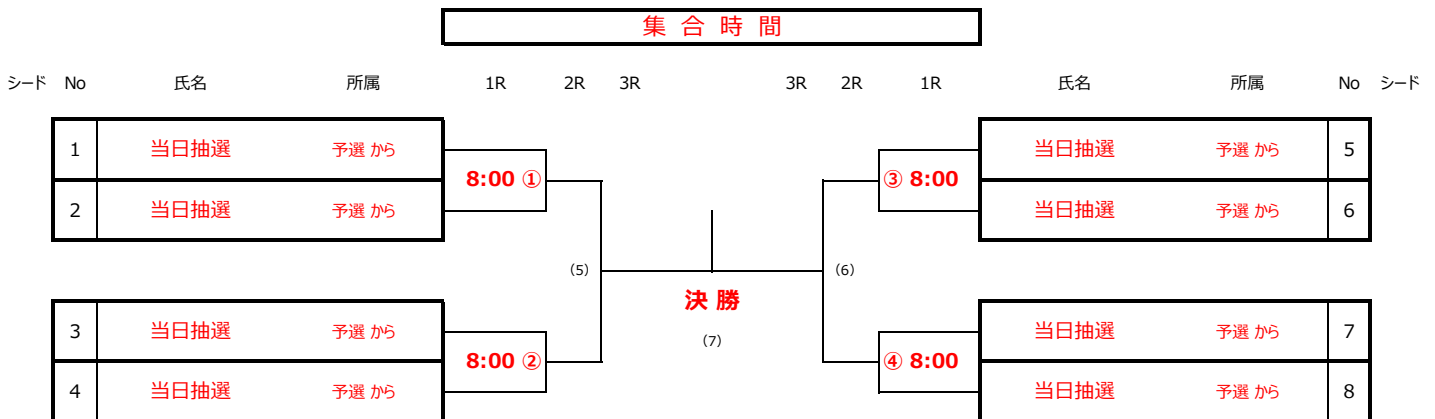 集 合 時 間
シード No 氏名 所属 1R 2R 3R 3R 2R 1R 氏名 所属 No シード
1 当日抽選 予選 から 当日抽選 予選 から 5
8:00 ① ③ 8:00
2 当日抽選 予選 から 当日抽選 予選 から 6
(5) (6)
決 勝
3 当日抽選 予選 から 当日抽選 予選 から 7
(7)
8:00 ② ④ 8:00
4 当日抽選 予選 から 当日抽選 予選 から 8